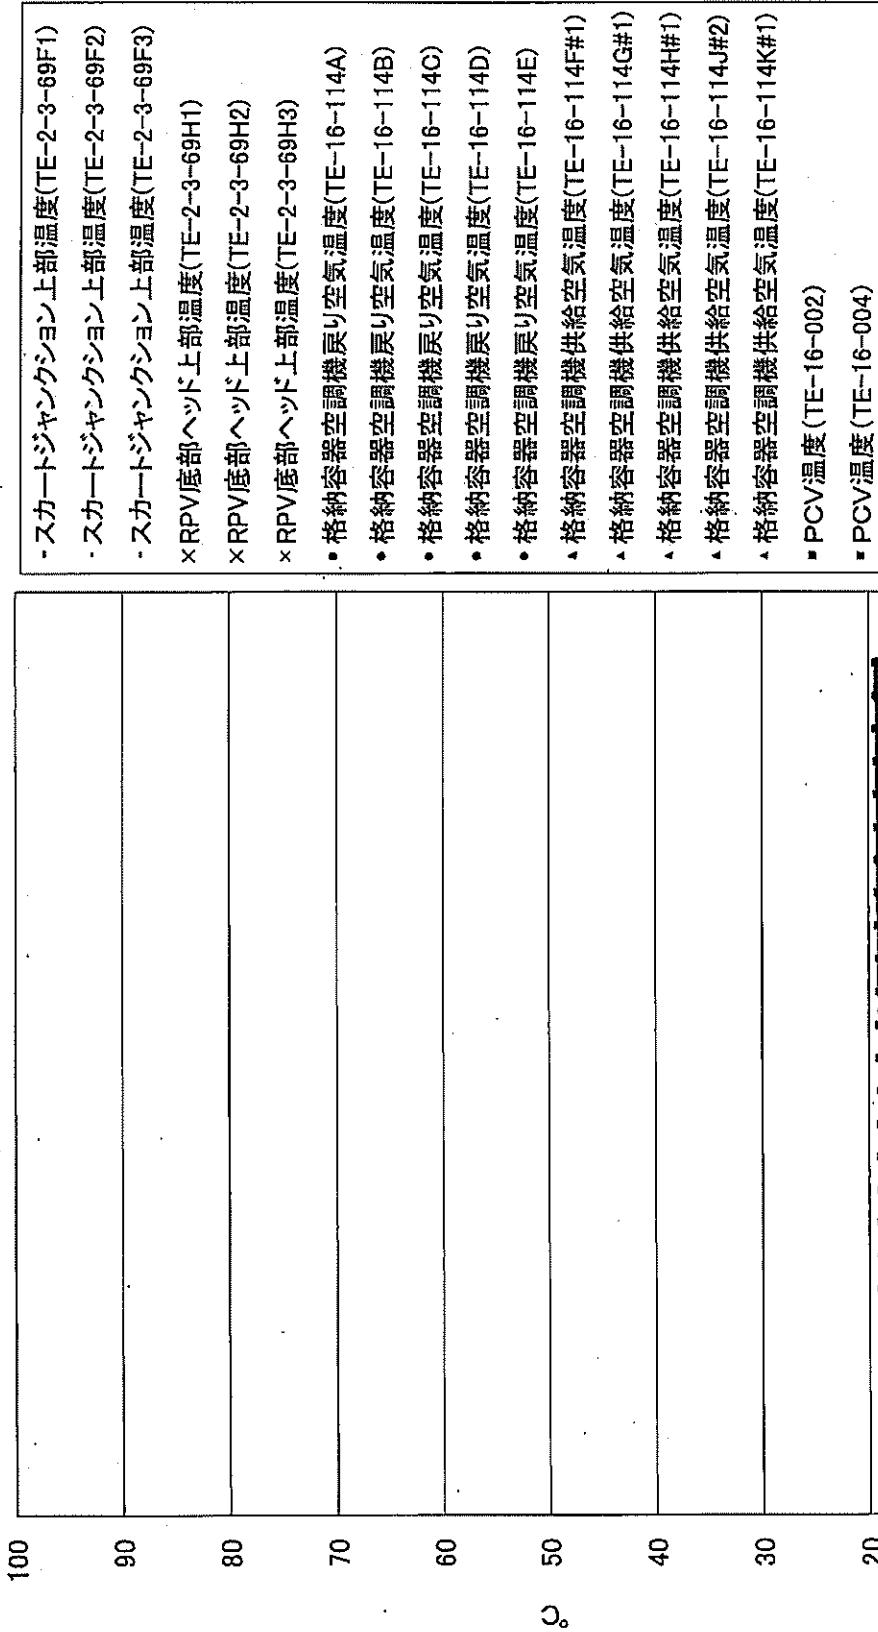 100
90
80
70
60
50
40
30
20
℃
-スカートジャンクション上部温度(TE-2-3-69F1)
-スカートジャンクション上部温度(TE-2-3-69F2)
-スカートジャンクション上部温度(TE-2-3-69F3)
×RPV底部ヘッド上部温度(TE-2-3-69H1)
×RPV底部ヘッド上部温度(TE-2-3-69H2)
×RPV底部ヘッド上部温度(TE-2-3-69H3)
●格納容器空調機戻り空気温度(TE-16-114A)
●格納容器空調機戻り空気温度(TE-16-114B)
●格納容器空調機戻り空気温度(TE-16-114C)
●格納容器空調機戻り空気温度(TE-16-114D)
●格納容器空調機戻り空気温度(TE-16-114E)
▲格納容器空調機供給空気温度(TE-16-114F#1)
▲格納容器空調機供給空気温度(TE-16-114G#1)
▲格納容器空調機供給空気温度(TE-16-114H#1)
▲格納容器空調機供給空気温度(TE-16-114J#2)
▲格納容器空調機供給空気温度(TE-16-114K#1)
■PCV温度(TE-16-002)
■PCV温度(TE-16-004)